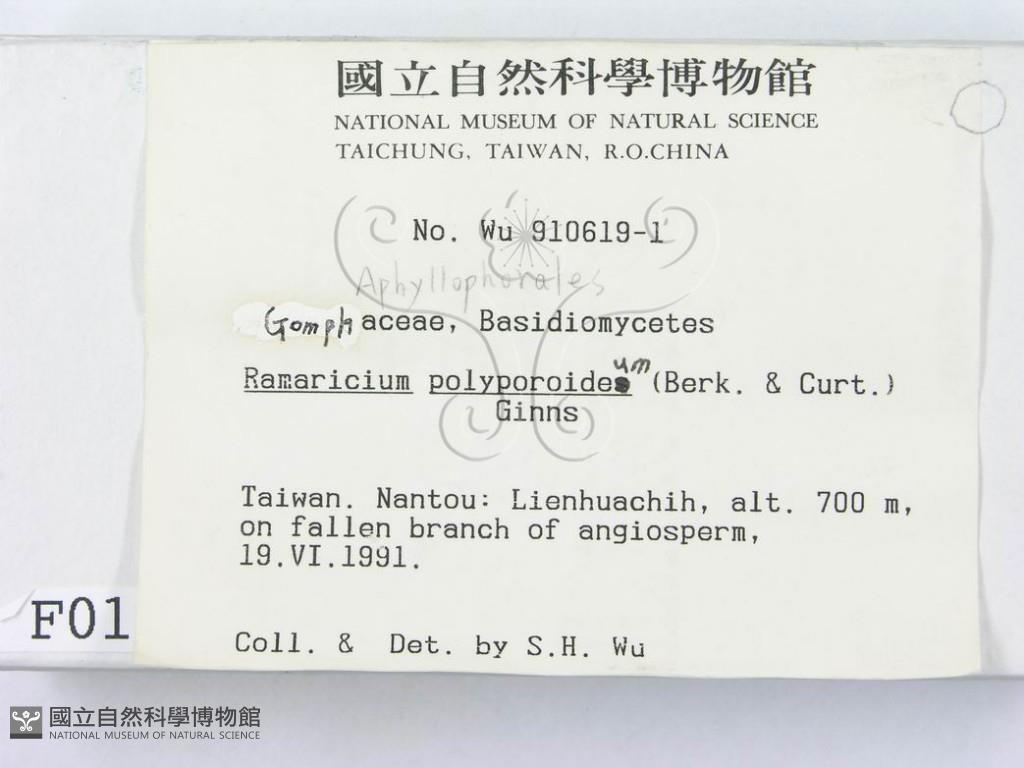 國立自然科學博物館
NATIONAL MUSEUM OF NATURAL SCIENCE
TAICHUNG, TAIWAN, R.O.CHINA
No. Wu 910619-1
Aphyllophorales
Gomphaceae, Basidiomycetes
Ramaricium polyporoideum (Berk. & Curt.)
Ginns
Taiwan. Nantou: Lienhuachih, alt. 700 m,
on fallen branch of angiosperm,
19.VI.1991.
F01
Coll. & Det. by S.H. Wu
國立自然科學博物館
NATIONAL MUSEUM OF NATURAL SCIENCE